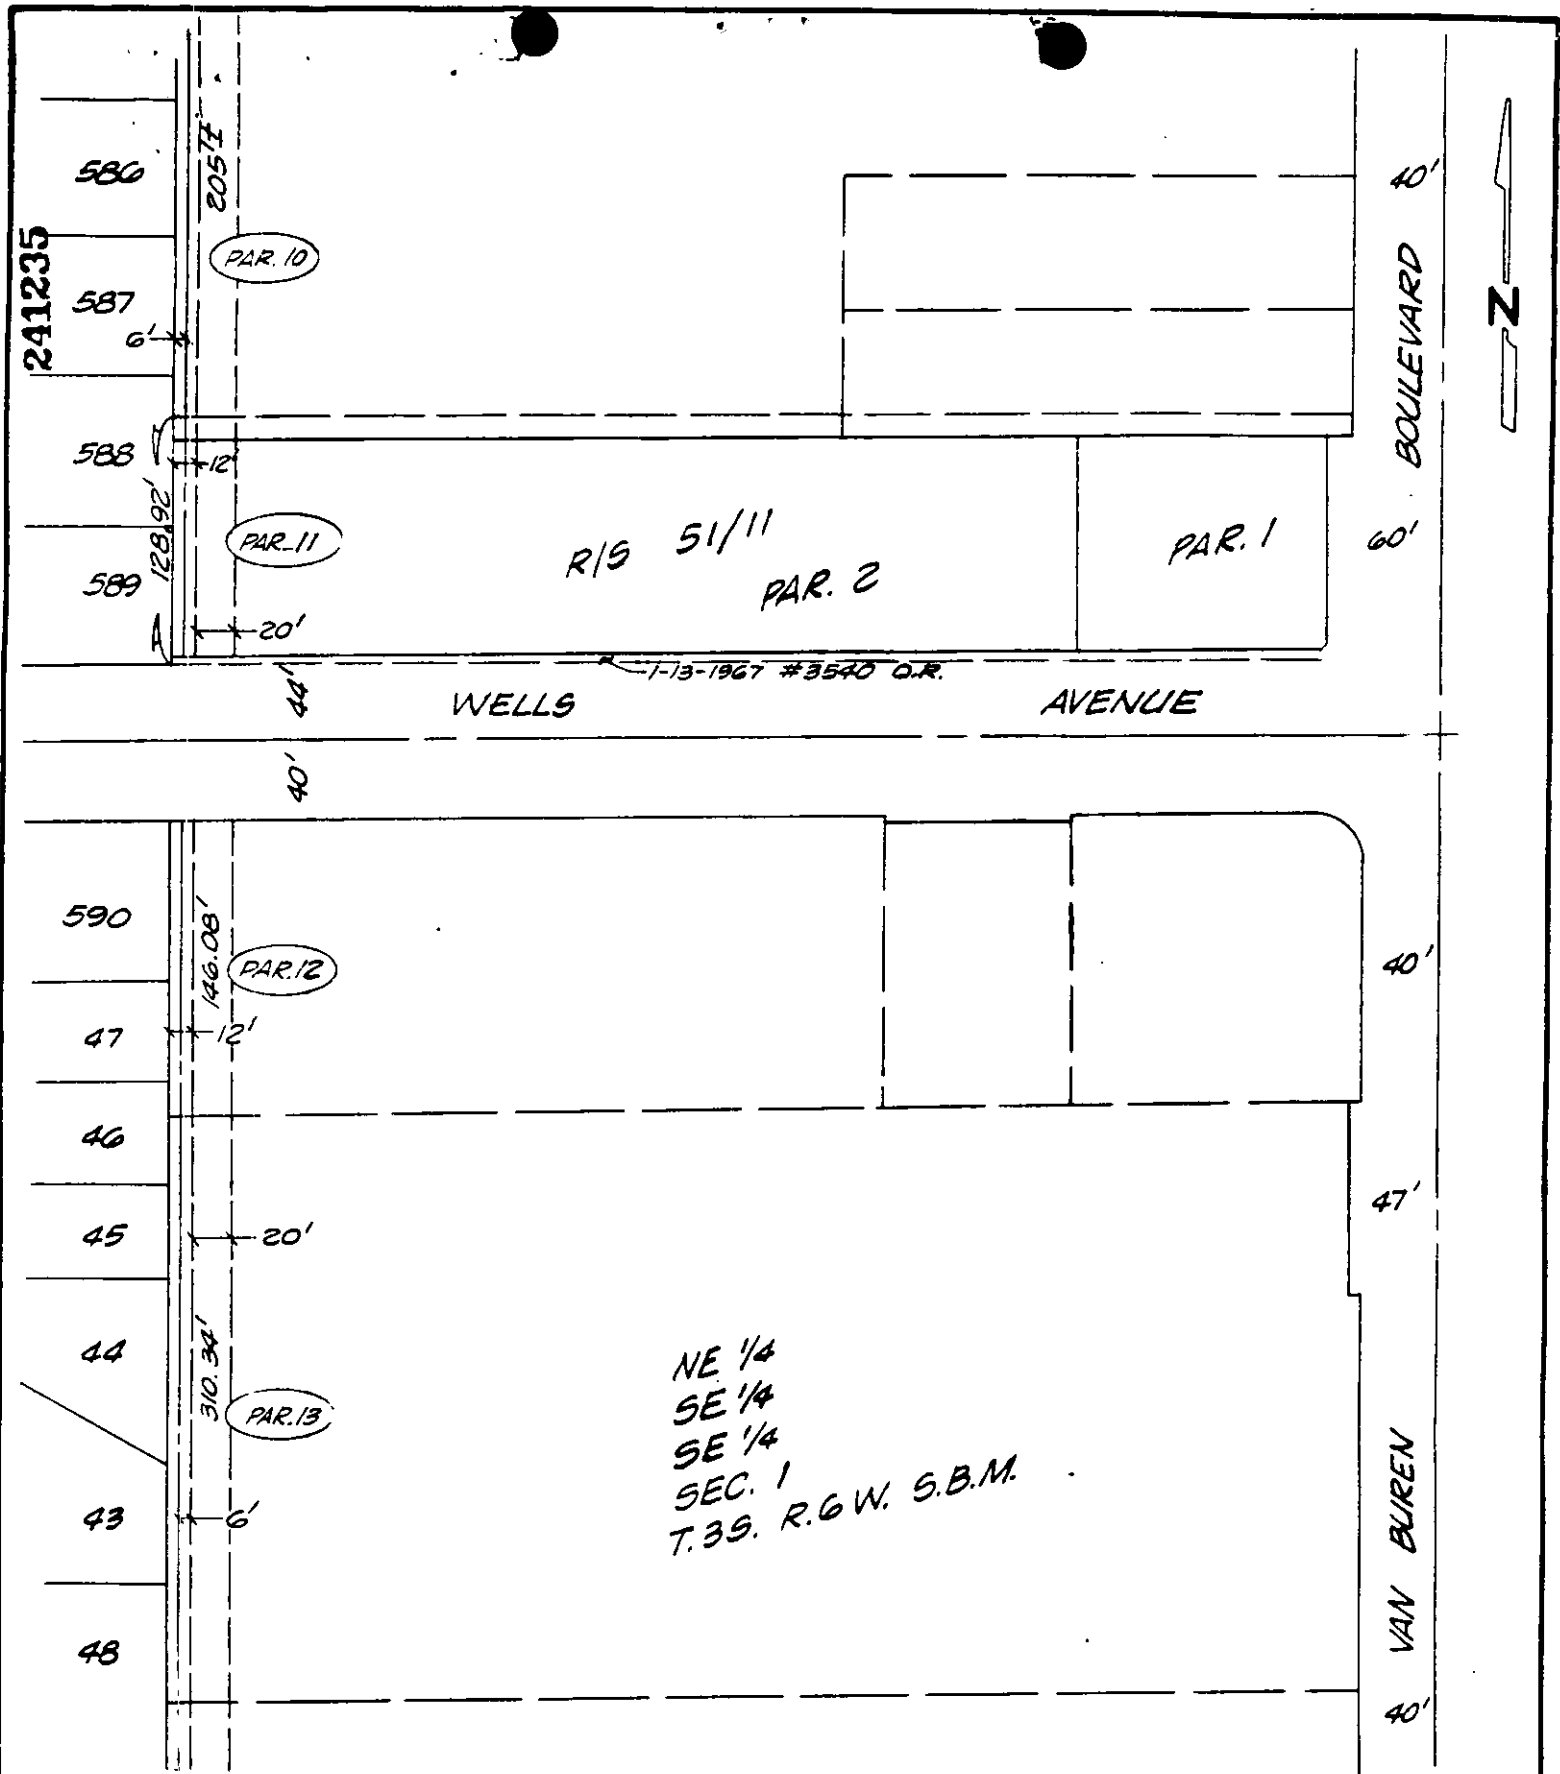 241235
586
587
6'
588
589
128.92'
12'
20'
205'±
PAR. 10
PAR. 11
R/S 51/11
PAR. 2
PAR. 1
40'
BOULEVARD
60'
N
1-13-1967 #3540 O.R.
44'
WELLS AVENUE
40'
590
47
46
45
44
43
48
146.08'
PAR. 12
12'
20'
310.34'
PAR. 13
6'
NE 1/4
SE 1/4
SE 1/4
SEC. 1
T. 3S. R. 6 W. S.B.M.
40'
47'
VAN BUREN
40'